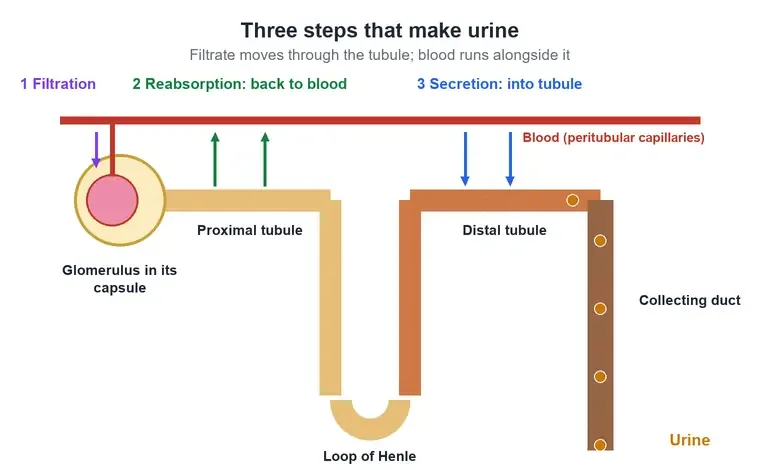 Three steps that make urine
Filtrate moves through the tubule; blood runs alongside it
1 Filtration
2 Reabsorption: back to blood
3 Secretion: into tubule
Blood (peritubular capillaries)
Proximal tubule
Distal tubule
Glomerulus in its
capsule
Collecting duct
Urine
Loop of Henle